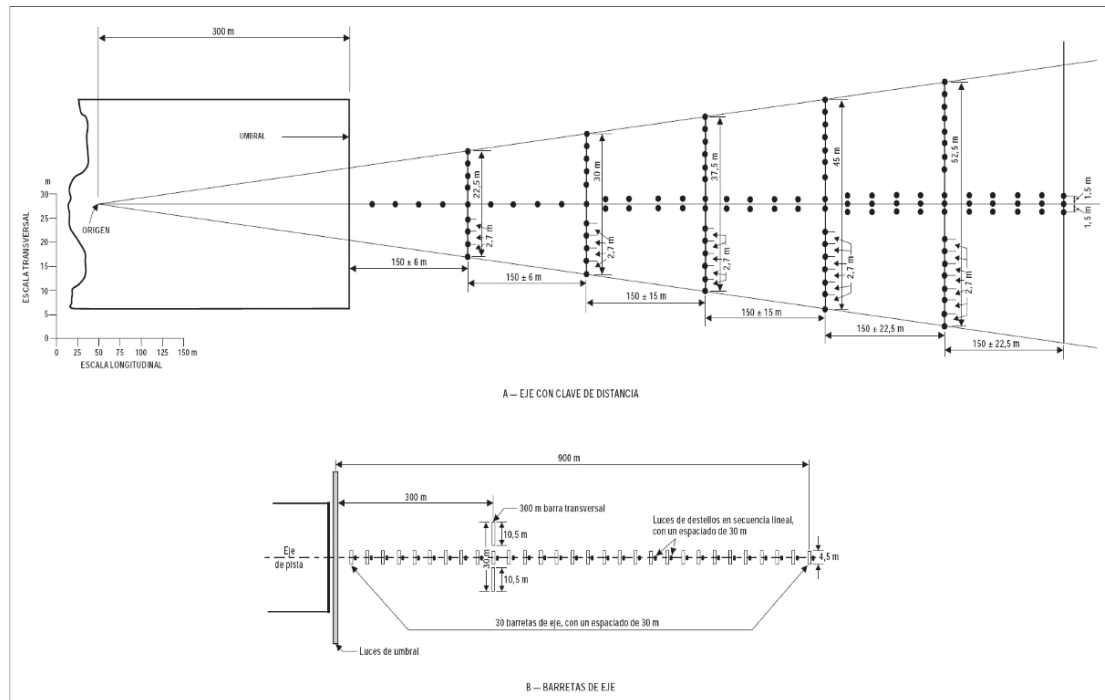 300 m
UMBRAL
m
30
25
20
15
10
5
0
ESCALA TRANSVERSAL
ORIGEN
0 25 50 75 100 125 150 m
ESCALA LONGITUDINAL
22,5 m
30 m
37,5 m
45 m
52,5 m
1,5 m
1,5 m
2,7 m
2,7 m
2,7 m
2,7 m
2,7 m
150 ± 6 m
150 ± 6 m
150 ± 15 m
150 ± 15 m
150 ± 22,5 m
150 ± 22,5 m
A — EJE CON CLAVE DE DISTANCIA
900 m
300 m
300 m barra transversal
Luces de destellos en secuencia líneal,
con un espaciado de 30 m
10,5 m
30 m
10,5 m
4,5 m
Eje
de pista
30 barretas de eje, con un espaciado de 30 m
Luces de umbral
B — BARRETAS DE EJE